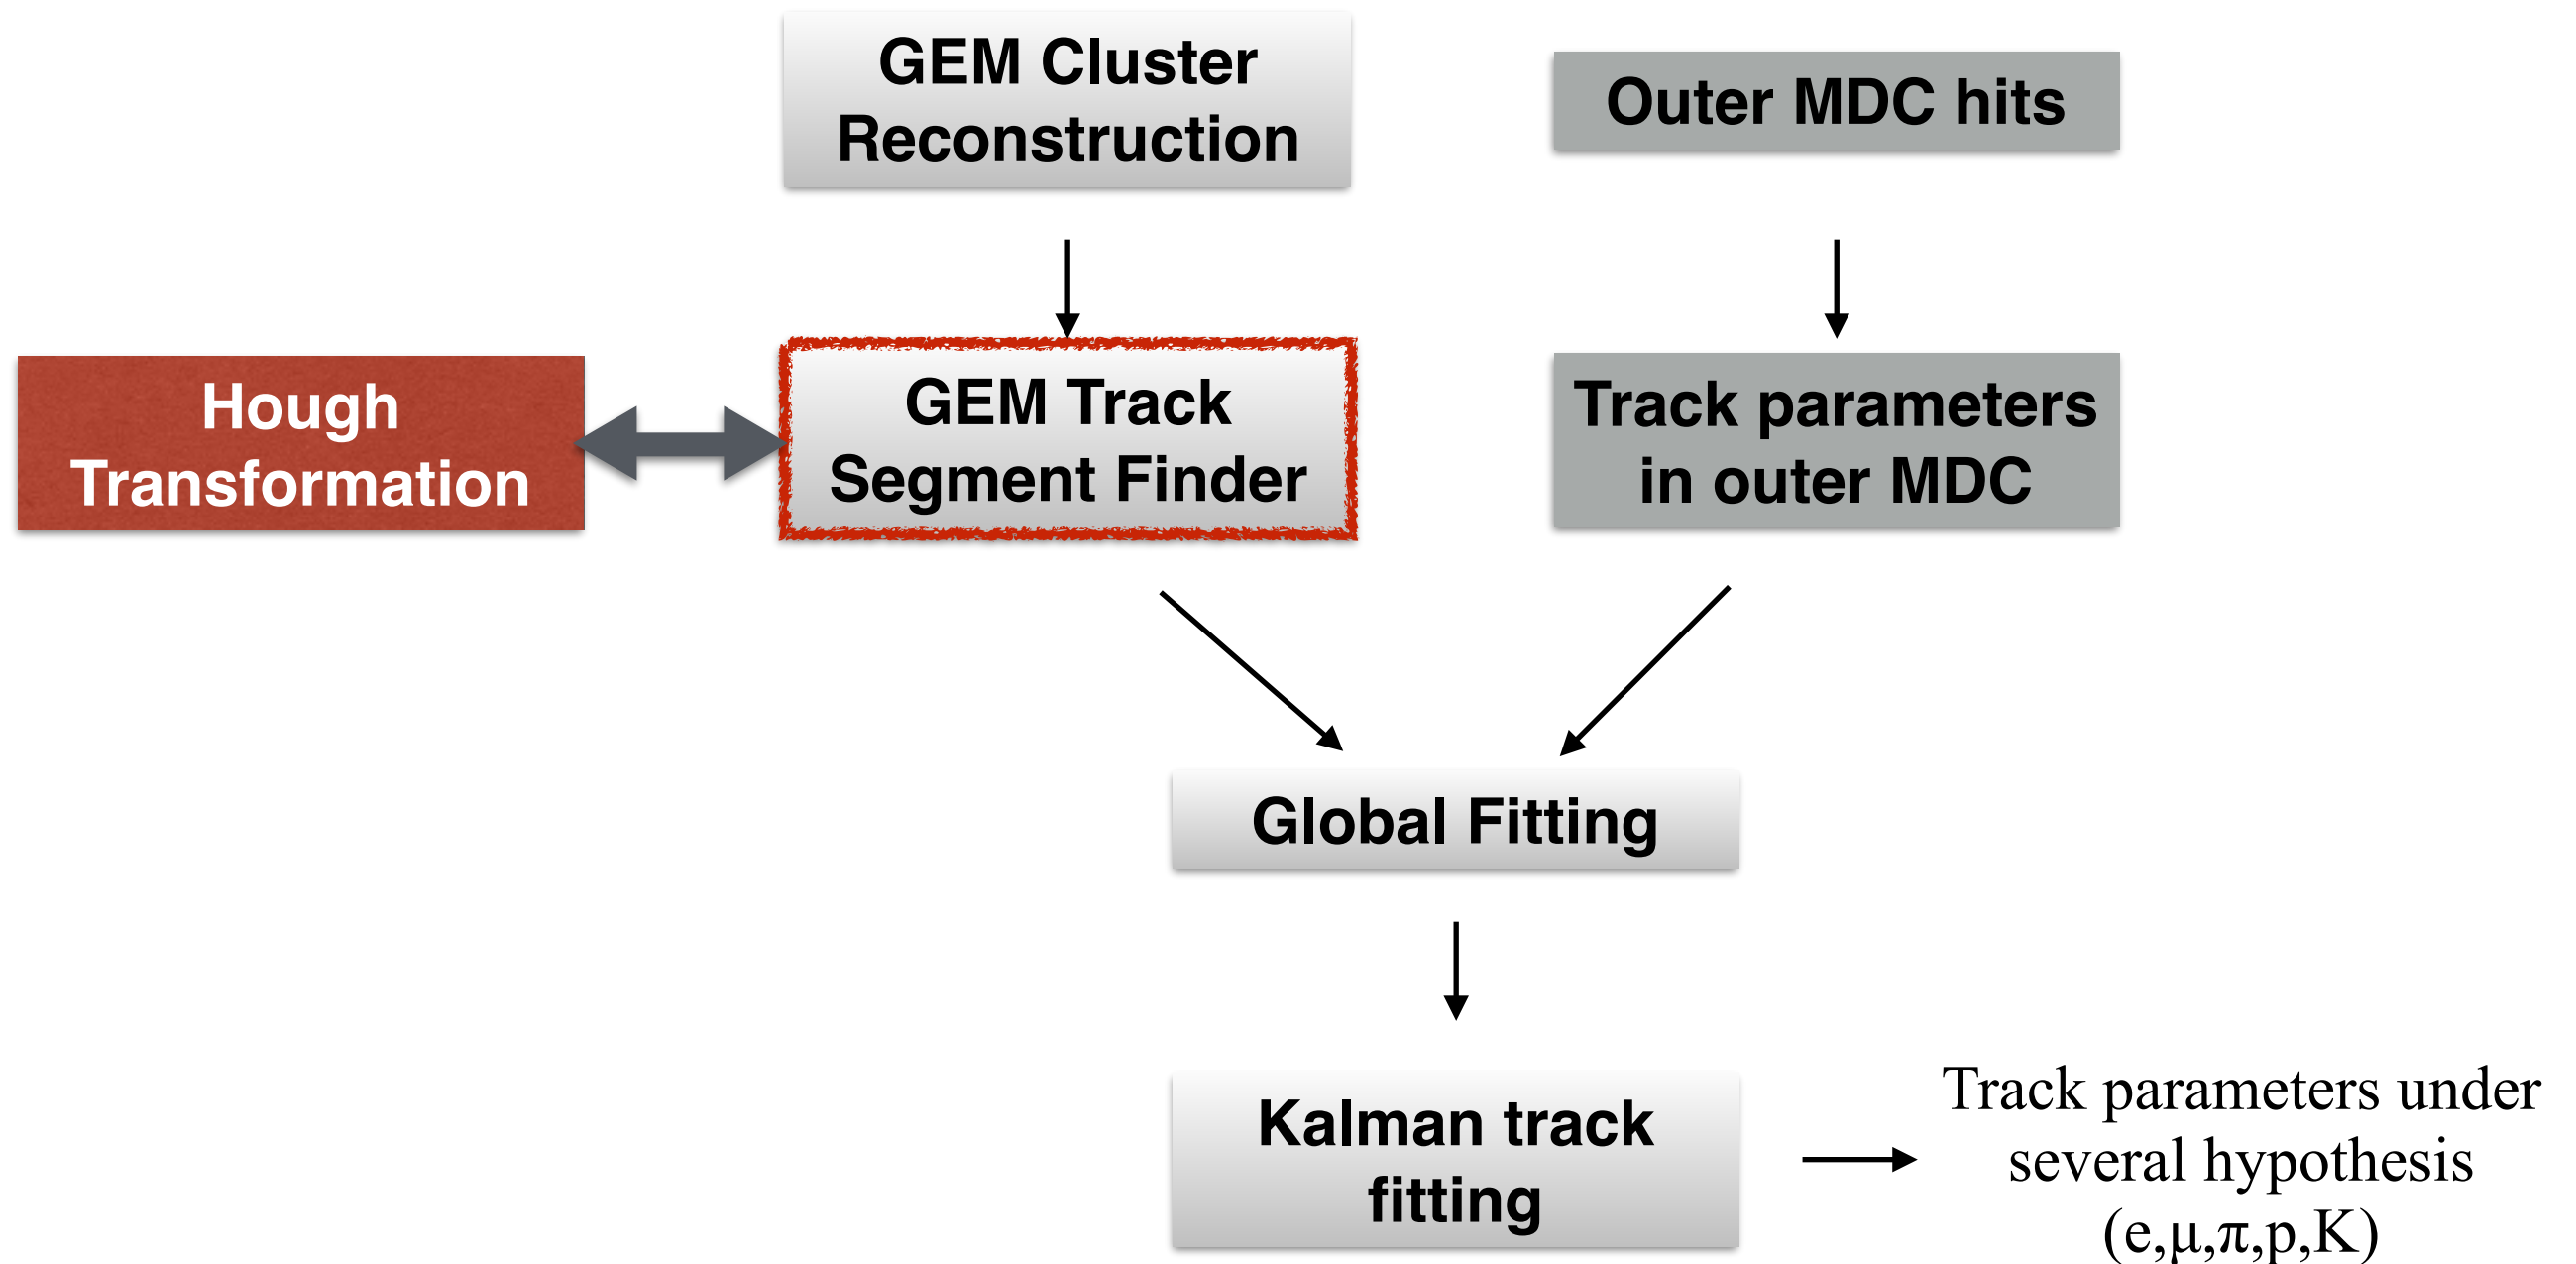 GEM Cluster
Reconstruction
Outer MDC hits
Hough
Transformation
GEM Track
Segment Finder
Track parameters
in outer MDC
Global Fitting
Kalman track
fitting
Track parameters under
several hypothesis
(e,μ,π,p,K)